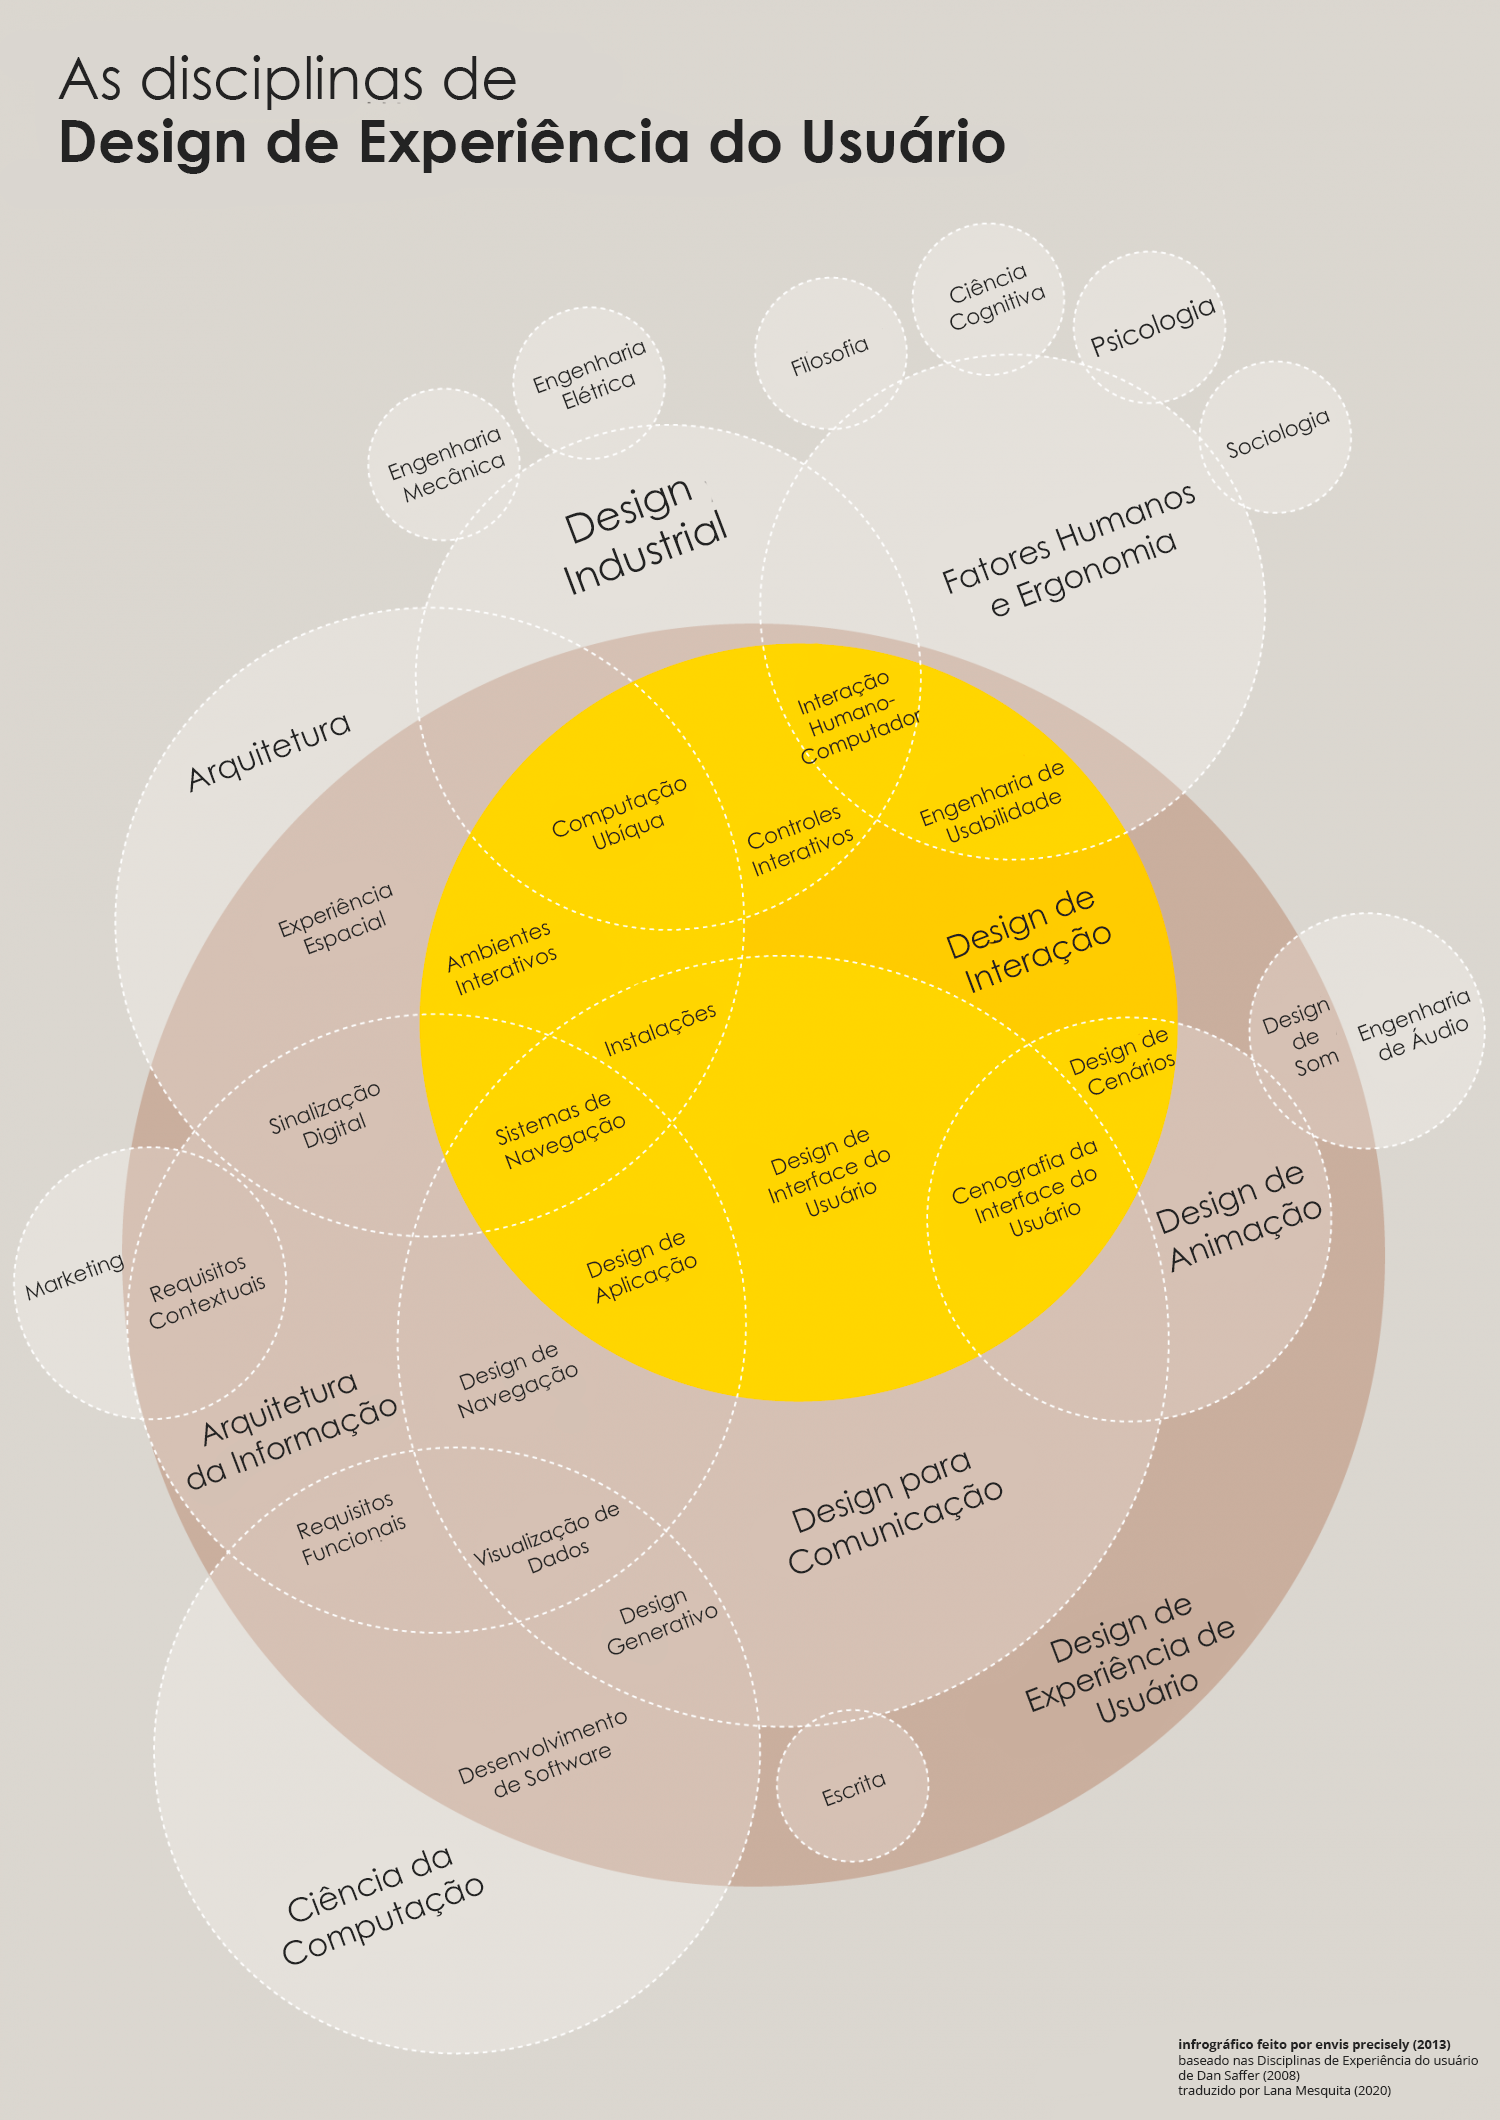 As disciplinas de
Design de Experiência do Usuário
Ciência
Cognitiva
Psicologia
Filosofia
Engenharia
Elétrica
Sociologia
Engenharia
Mecânica
Design
Industrial
Fatores Humanos
e Ergonomia
Arquitetura
Interação
Humano-
Computador
Computação
Ubíqua
Controles
Interativos
Engenharia de
Usabilidade
Experiência
Espacial
Ambientes
Interativos
Design de
Interação
Instalações
Design
de
Som
Engenharia
de Áudio
Design de
Cenários
Sinalização
Digital
Sistemas de
Navegação
Design de
Interface do
Usuário
Cenografia da
Interface do
Usuário
Design de
Animação
Marketing
Requisitos
Contextuais
Design de
Aplicação
Design de
Navegação
Arquitetura
da Informação
Requisitos
Funcionais
Visualização de
Dados
Design para
Comunicação
Design
Generativo
Design de
Experiência de
Usuário
Desenvolvimento
de Software
Escrita
Ciência da
Computação
infrográfico feito por envis precisely (2013)
baseado nas Disciplinas de Experiência do usuário
de Dan Saffer (2008)
traduzido por Lana Mesquita (2020)